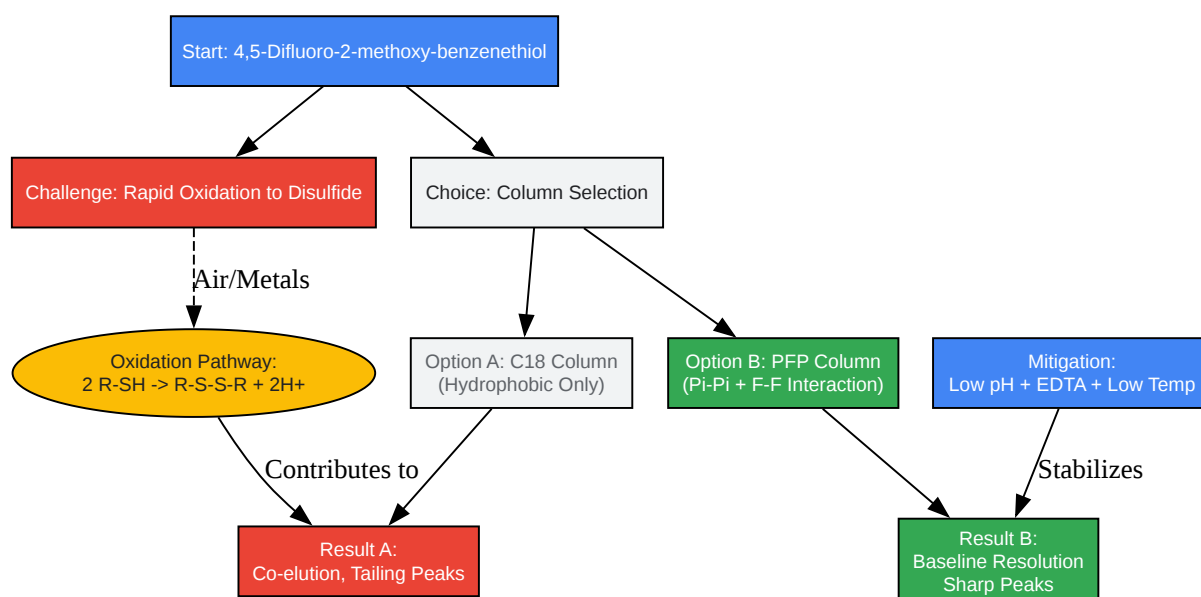 Start: 4,5-Difluoro-2-methoxy-benzenethiol
Challenge: Rapid Oxidation to Disulfide
Choice: Column Selection
Air/Metals
Oxidation Pathway:
2 R-SH -> R-S-S-R + 2H+
Option A: C18 Column
(Hydrophobic Only)
Option B: PFP Column
(Pi-Pi + F-F Interaction)
Mitigation:
Low pH + EDTA + Low Temp
Contributes to
Stabilizes
Result A:
Co-elution, Tailing Peaks
Result B:
Baseline Resolution
Sharp Peaks